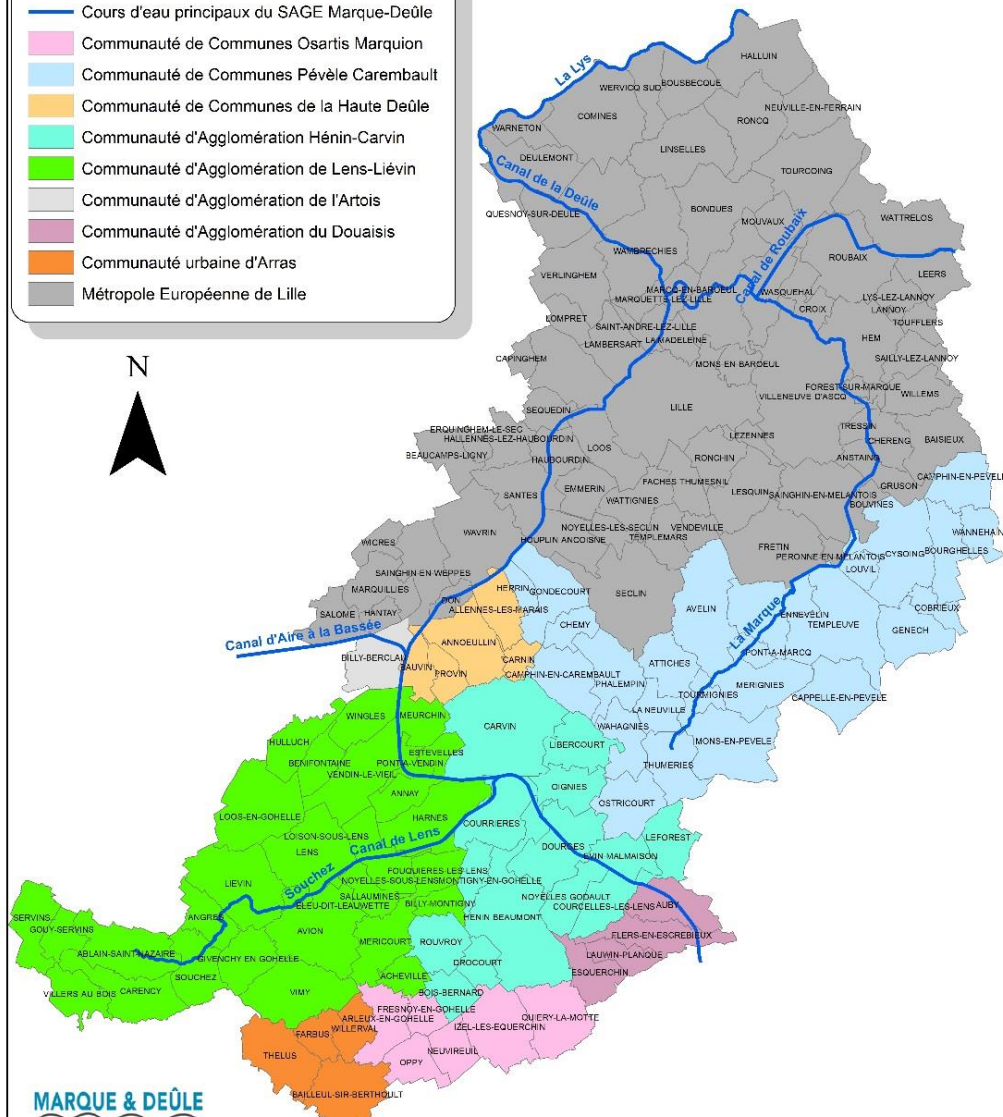 Cours d'eau principaux du SAGE Marque-Deûle
Communauté de Communes Osartis Marquion
Communauté de Communes Pévèle Carembault
Communauté de Communes de la Haute Deûle
Communauté d'Agglomération Hénin-Carvin
Communauté d'Agglomération de Lens-Liévin
Communauté d'Agglomération de l'Artois
Communauté d'Agglomération du Douaisis
Communauté urbaine d'Arras
Métropole Européenne de Lille
N
La Lys
HALLUIN
BOUSBECQUE
WERVICQ SUD
NEUVILLE-EN-FERRAIN
COMINES
RONCQ
WARNETON
LINSELLES
DEULEMONT
Canal de la Deûle
TOURCOING
QUESNOY-SUR-DEULE
BONDUES
MOUVAUX
WATTRELOS
Canal de Roubaix
WAMBRECHIES
ROUBAIX
VERLINGHEM
LEERS
MARCQ-EN-BAROEUL
WASQUEHAL
MARQUETTE-LEZ-LILLE
LYS-LEZ-LANNOY
CROIX
LANNOY
LOMPRET
TOUFFLERS
SAINT-ANDRE-LEZ-LILLE
HEM
LAMBERSART
LA MADELEINE
CAPINGHEM
SAILLY-LEZ-LANNOY
MONS-EN-BAROEUL
FOREST-SUR-MARQUE
WILLEMS
VILLENEUVE D'ASCQ
SEQUEDIN
LILLE
TRESSIN
ERQUINGHEM-LE-SEC
HALLENNES-LEZ-HAUBOURDIN
LEZENNES
CHERENG
BAISIEUX
LOOS
BEAUCAMPS-LIGNY
RONCHIN
ANSTAING
HAUBOURDIN
CAMPHIN-EN-PEVELE
FACHES THUMESNIL
GRUSON
EMMERIN
LESQUIN
SAINGHIN-EN-MELANTOIS
SANTES
WATTIGNIES
BOUVINES
NOYELLES-LES-SECLIN
VENDEVILLE
WANNEHAIN
WAVRIN
HOUPLIN ANCOISNE
TEMPLEMARS
WICRES
FRETIN
PERONNE-EN-MELANTOIS
CYSOING
BOURGHELLES
LOUVIL
SAINGHIN-EN-WEPPES
MARQUILLIES
HERRIN
GONDECOURT
SECLIN
DON
ALLENNES-LES-MARAIS
AVELIN
La Marque
ENNEVELIN
COBRIEUX
SALOME
HANTAY
CHEMY
TEMPLEUVE
GENECH
Canal d'Aire à la Bassée
ANNOEULLIN
PONT-A-MARCQ
BILLY-BERCLAU
CARNIN
BAUVIN
PROVIN
CAMPHIN-EN-CAREMBAULT
ATTICHES
PHALEMPIN
MERIGNIES
TOURMIGNIES
CAPPELLE-EN-PEVELE
LA NEUVILLE
WINGLES
MEURCHIN
CARVIN
WAHAGNIES
MONS-EN-PEVELE
HULLUCH
LIBERCOURT
ESTEVELLES
BENIFONTAINE
PONT-A-VENDIN
THUMERIES
VENDIN-LE-VIEIL
OIGNIES
ANNAY
OSTRICOURT
LOOS-EN-GOHELLE
HARNES
COURRIERES
LOISON-SOUS-LENS
LEFOREST
LENS
Canal de Lens
DOURGES
EVIN-MALMAISON
Souchez
LIEVIN
FOUQUIERES-LES-LENS
NOYELLES-SOUS-LENS
MONTIGNY-EN-GOHELLE
SALLAUMINES
NOYELLES GODAULT
ELEU-DIT-LEAUWETTE
BILLY-MONTIGNY
COURCELLES-LES-LENS
AUBY
SERVINS
ANGRES
HENIN BEAUMONT
GOUY-SERVINS
AVION
FLERS-EN-ESCREBIEUX
MERICOURT
ROUVROY
ABLAIN-SAINT-NAZAIRE
GIVENCHY EN GOHELLE
LAUWIN-PLANQUE
DROCOURT
SOUCHEZ
ACHEVILLE
ESQUERCHIN
VILLERS AU BOIS
CARENCY
VIMY
BOIS-BERNARD
FRESNOY-EN-GOHELLE
ARLEUX-EN-GOHELLE
QUIERY-LA-MOTTE
FARBUS
WILLERVAL
IZEL-LES-EQUERCHIN
NEUVIREUIL
THELUS
OPPY
BAILLEUL-SIR-BERTHOULT
MARQUE & DEÛLE